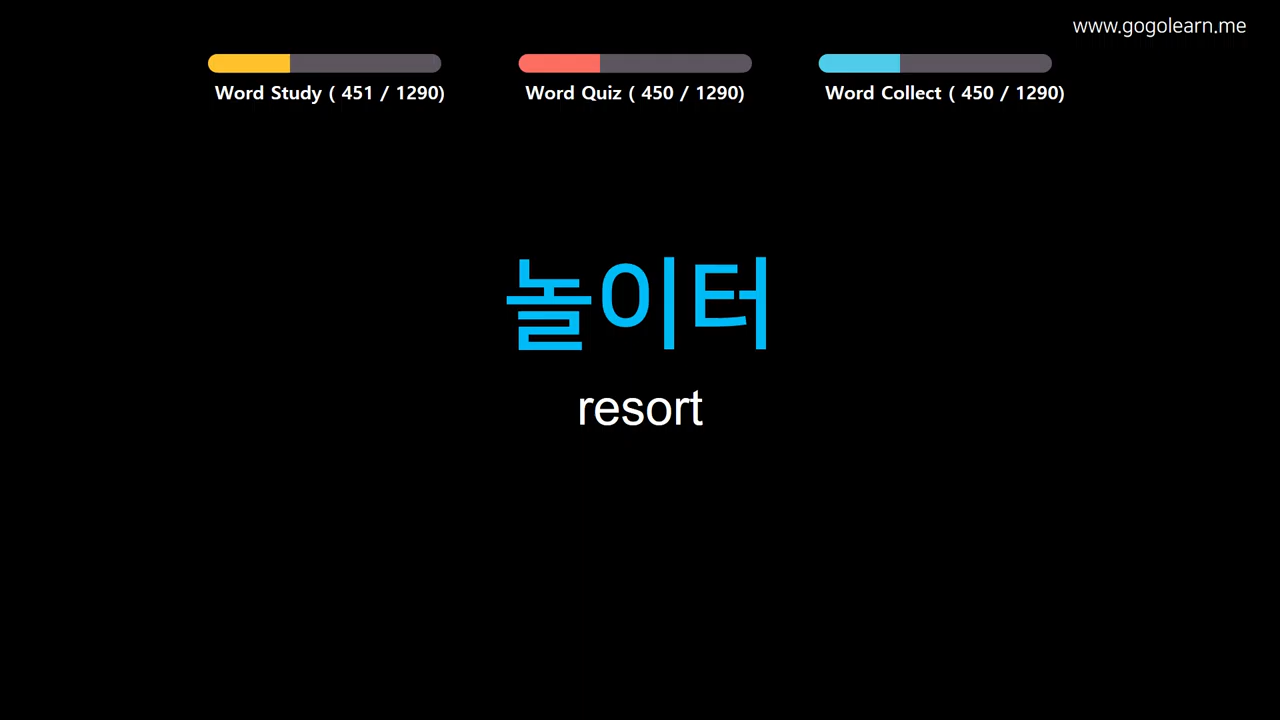 www.gogolearn.me
Word Study ( 451 / 1290)
Word Quiz ( 450 / 1290)
Word Collect ( 450 / 1290)
놀이터
resort